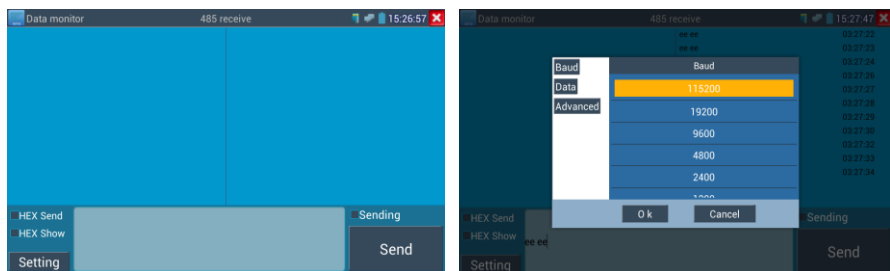 Data monitor 485 receive 15:26:57
HEX Send
HEX Show
Setting
Sending
Send
Data monitor 485 receive 15:27:47
ee ee 03:27:22
ee ee 03:27:23
03:27:24
03:27:26
03:27:27
03:27:28
03:27:29
03:27:30
03:27:32
03:27:33
03:27:34
Baud
Data
Advanced
Baud
115200
19200
9600
4800
2400
1200
Ok Cancel
HEX Send
HEX Show
ee ee
Setting
Sending
Send